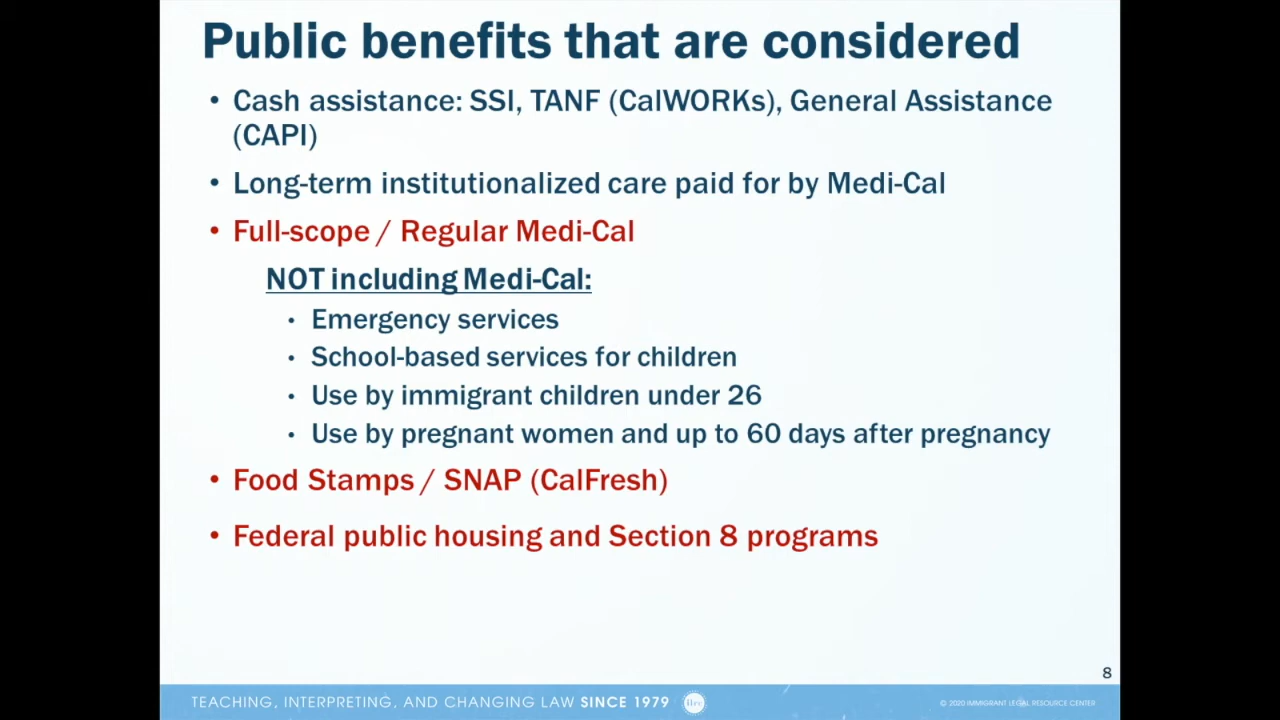 Public benefits that are considered
• Cash assistance: SSI, TANF (CalWORKs), General Assistance
(CAPI)
• Long-term institutionalized care paid for by Medi-Cal
• Full-scope / Regular Medi-Cal
NOT including Medi-Cal:
• Emergency services
• School-based services for children
• Use by immigrant children under 26
• Use by pregnant women and up to 60 days after pregnancy
• Food Stamps / SNAP (CalFresh)
• Federal public housing and Section 8 programs
8
TEACHING, INTERPRETING, AND CHANGING LAW SINCE 1979
ilrc
© 2020 IMMIGRANT LEGAL RESOURCE CENTER